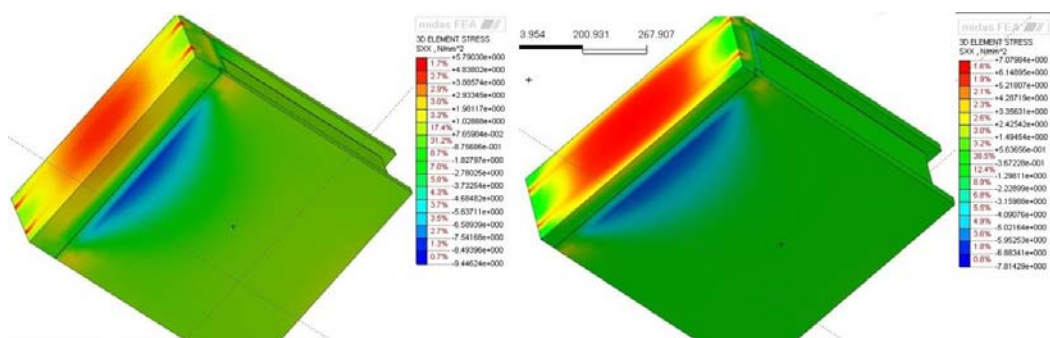 midas FEA
3D ELEMENT STRESS
SXX , N/mm^2
+5.79030e+000
1.7%
+4.83802e+000
2.7%
+3.88574e+000
2.9%
+2.93346e+000
3.0%
+1.98117e+000
3.3%
+1.02888e+000
17.4%
+7.65984e-002
31.2%
-8.75686e-001
8.7%
-1.82797e+000
7.0%
-2.78025e+000
5.8%
-3.73254e+000
4.3%
-4.68482e+000
3.7%
-5.63711e+000
3.5%
-6.58939e+000
2.7%
-7.54168e+000
1.3%
-8.49396e+000
0.7%
-9.44624e+000
3.954 200.931 267.907
midas FEA
3D ELEMENT STRESS
SXX , N/mm^2
+7.07984e+000
1.6%
+6.14895e+000
1.9%
+5.21807e+000
2.1%
+4.28719e+000
2.3%
+3.35631e+000
2.6%
+2.42542e+000
3.0%
+1.49454e+000
3.2%
+5.63656e-001
38.5%
-3.67228e-001
12.4%
-1.29811e+000
8.9%
-2.22899e+000
6.8%
-3.15988e+000
5.5%
-4.09076e+000
4.9%
-5.02164e+000
3.6%
-5.95253e+000
1.8%
-6.88341e+000
0.8%
-7.81429e+000